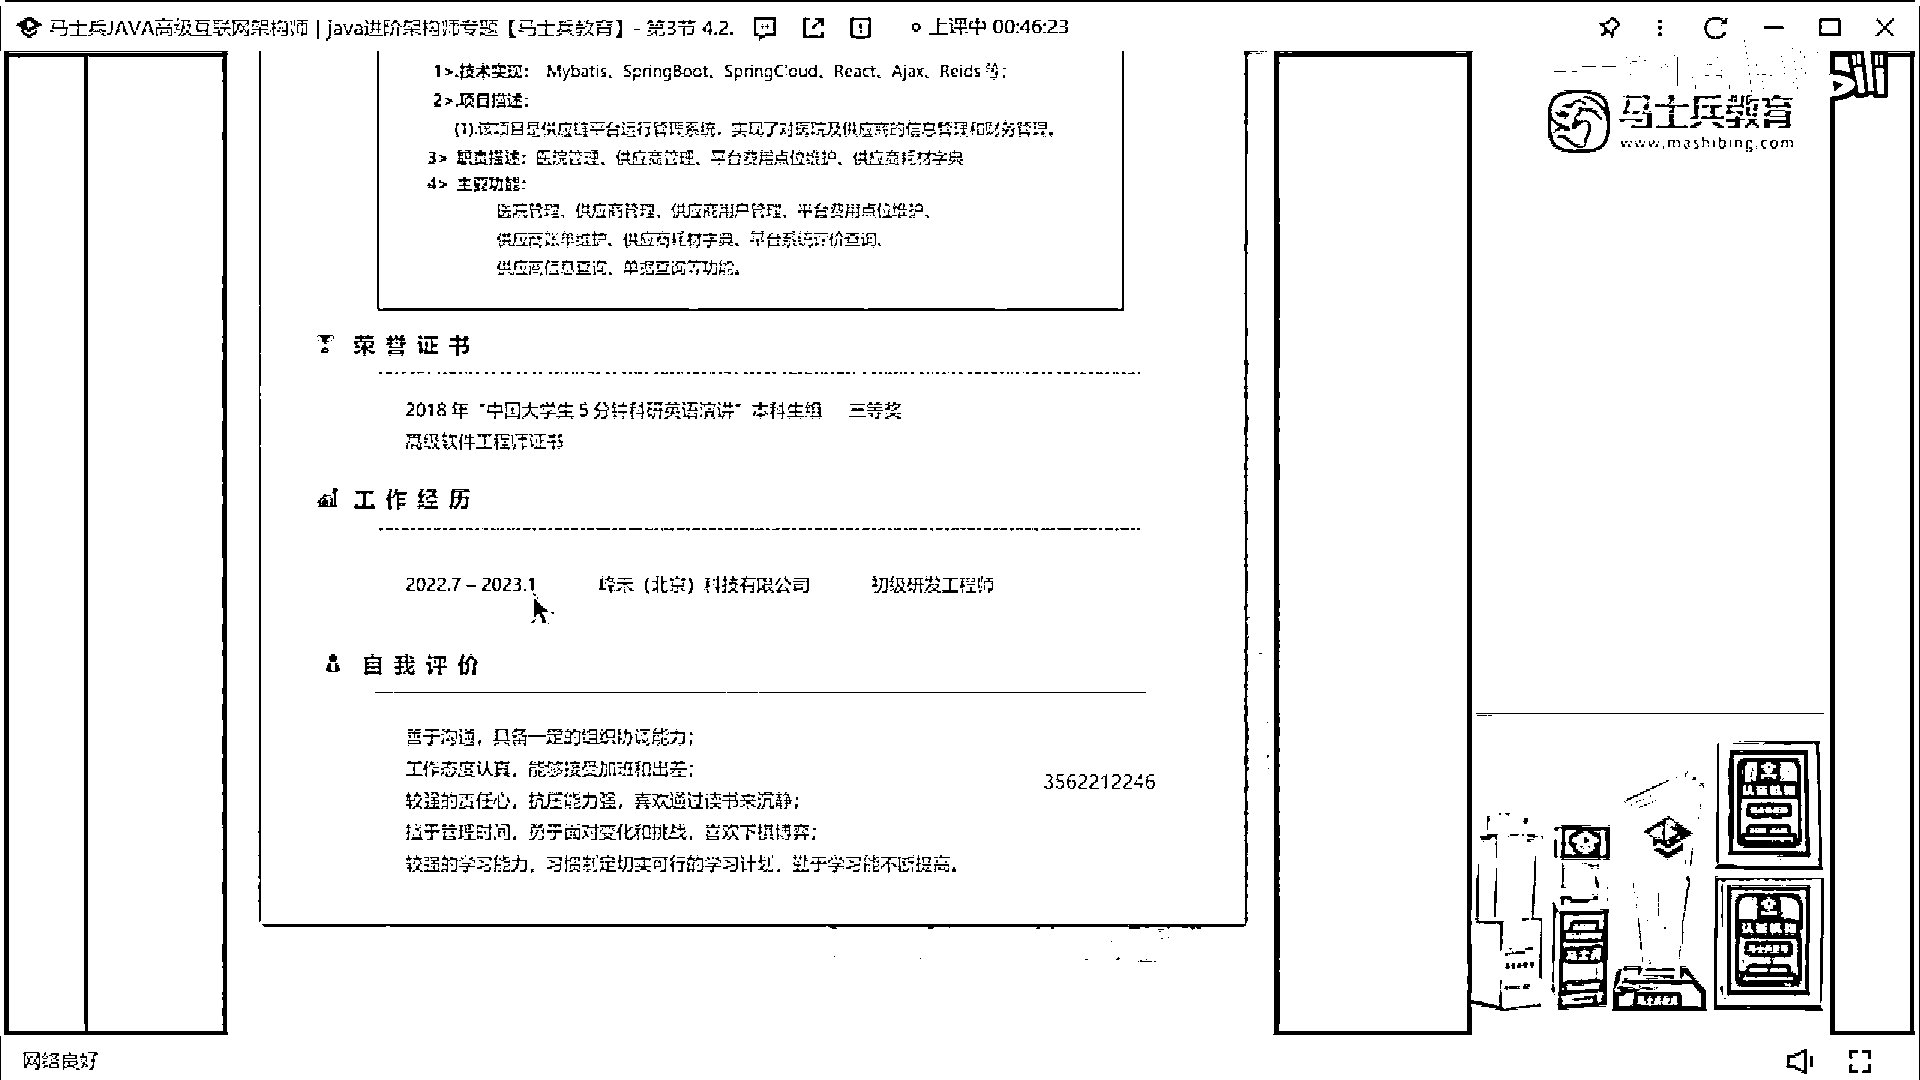 马士兵JAVA高级互联网架构师 | java进阶架构师专题【马士兵教育】- 第3节 4.2.
上课中 00:46:23
马士兵教育
www.mashibing.com
1>.技术实现： Mybatis、SpringBoot、SpringCloud、React、Ajax、Reids 等；
2>.项目描述：
(1).该项目是供应链平台运行管理系统，实现了对医院及供应商的信息管理和财务管理。
3> 职责描述：医院管理、供应商管理、平台费用点位维护、供应商耗材字典
4> 主要功能：
医院管理、供应商管理、供应商用户管理、平台费用点位维护、
供应商账单维护、供应商耗材字典、平台系统评价查询、
供应商信息查询、单据查询等功能。
荣誉证书
2018 年 “中国大学生 5 分钟科研英语演讲” 本科生组 三等奖
高级软件工程师证书
工作经历
2022.7 – 2023.1 （北京）科技有限公司 初级研发工程师
自我评价
善于沟通，具备一定的组织协调能力；
工作态度认真，能够接受加班和出差；
较强的责任心，抗压能力强，喜欢通过读书来沉静；
擅于管理时间，勇于面对变化和挑战，喜欢下棋博弈；
较强的学习能力，习惯制定切实可行的学习计划，勤于学习能不断提高。
3562212246
网络良好